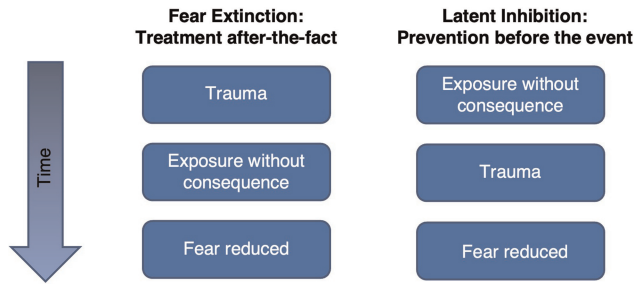 Fear Extinction:
Treatment after-the-fact
Latent Inhibition:
Prevention before the event
Time
Trauma
Exposure without
consequence
Fear reduced
Exposure without
consequence
Trauma
Fear reduced